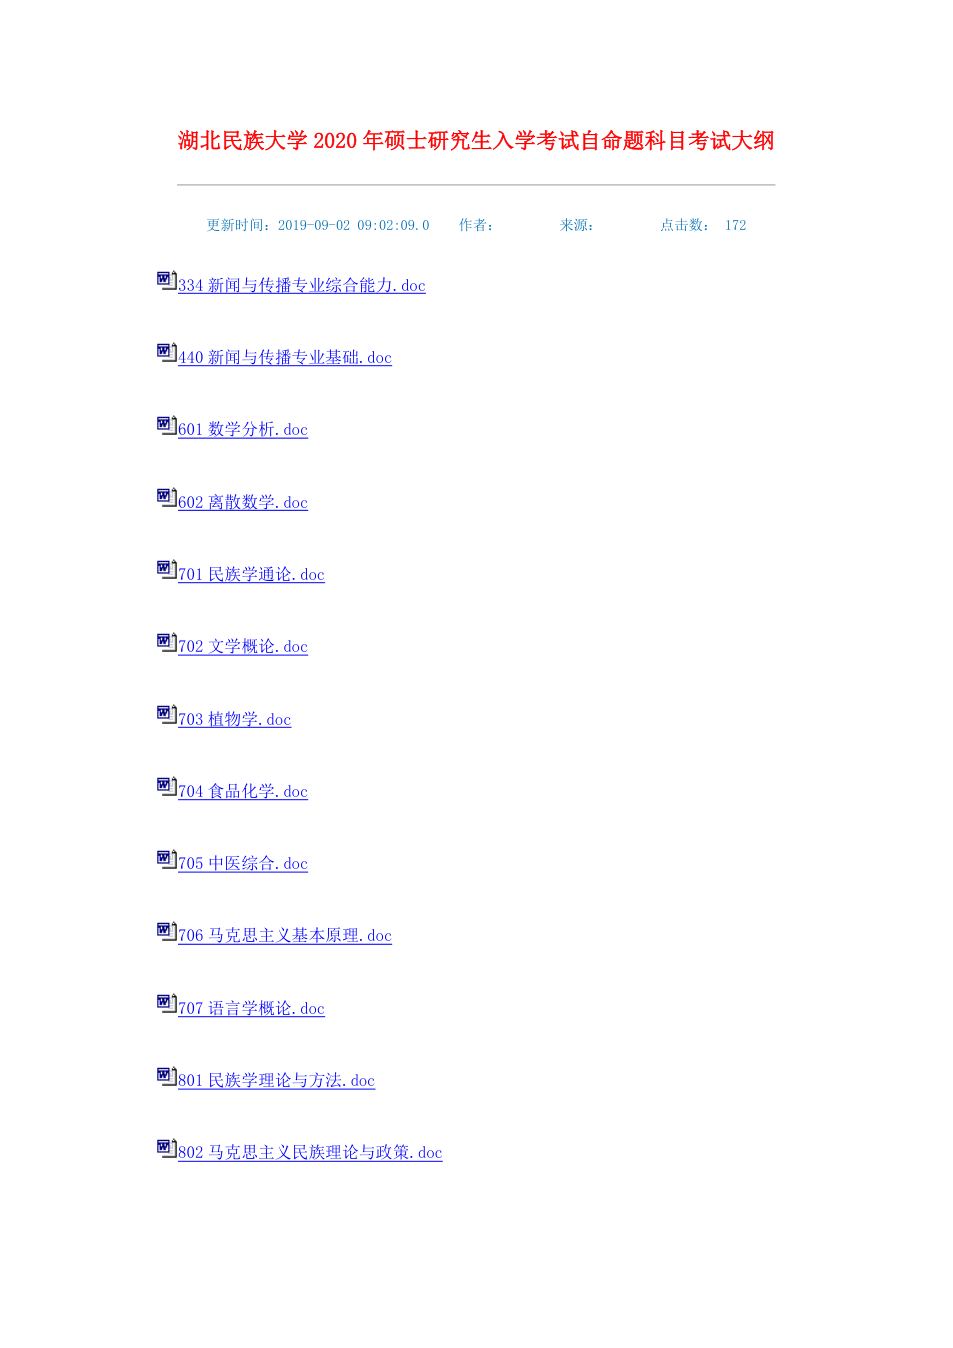 湖北民族大学 2020 年硕士研究生入学考试自命题科目考试大纲
更新时间：2019-09-02 09:02:09.0 作者： 来源： 点击数： 172
334 新闻与传播专业综合能力.doc
440 新闻与传播专业基础.doc
601 数学分析.doc
602 离散数学.doc
701 民族学通论.doc
702 文学概论.doc
703 植物学.doc
704 食品化学.doc
705 中医综合.doc
706 马克思主义基本原理.doc
707 语言学概论.doc
801 民族学理论与方法.doc
802 马克思主义民族理论与政策.doc